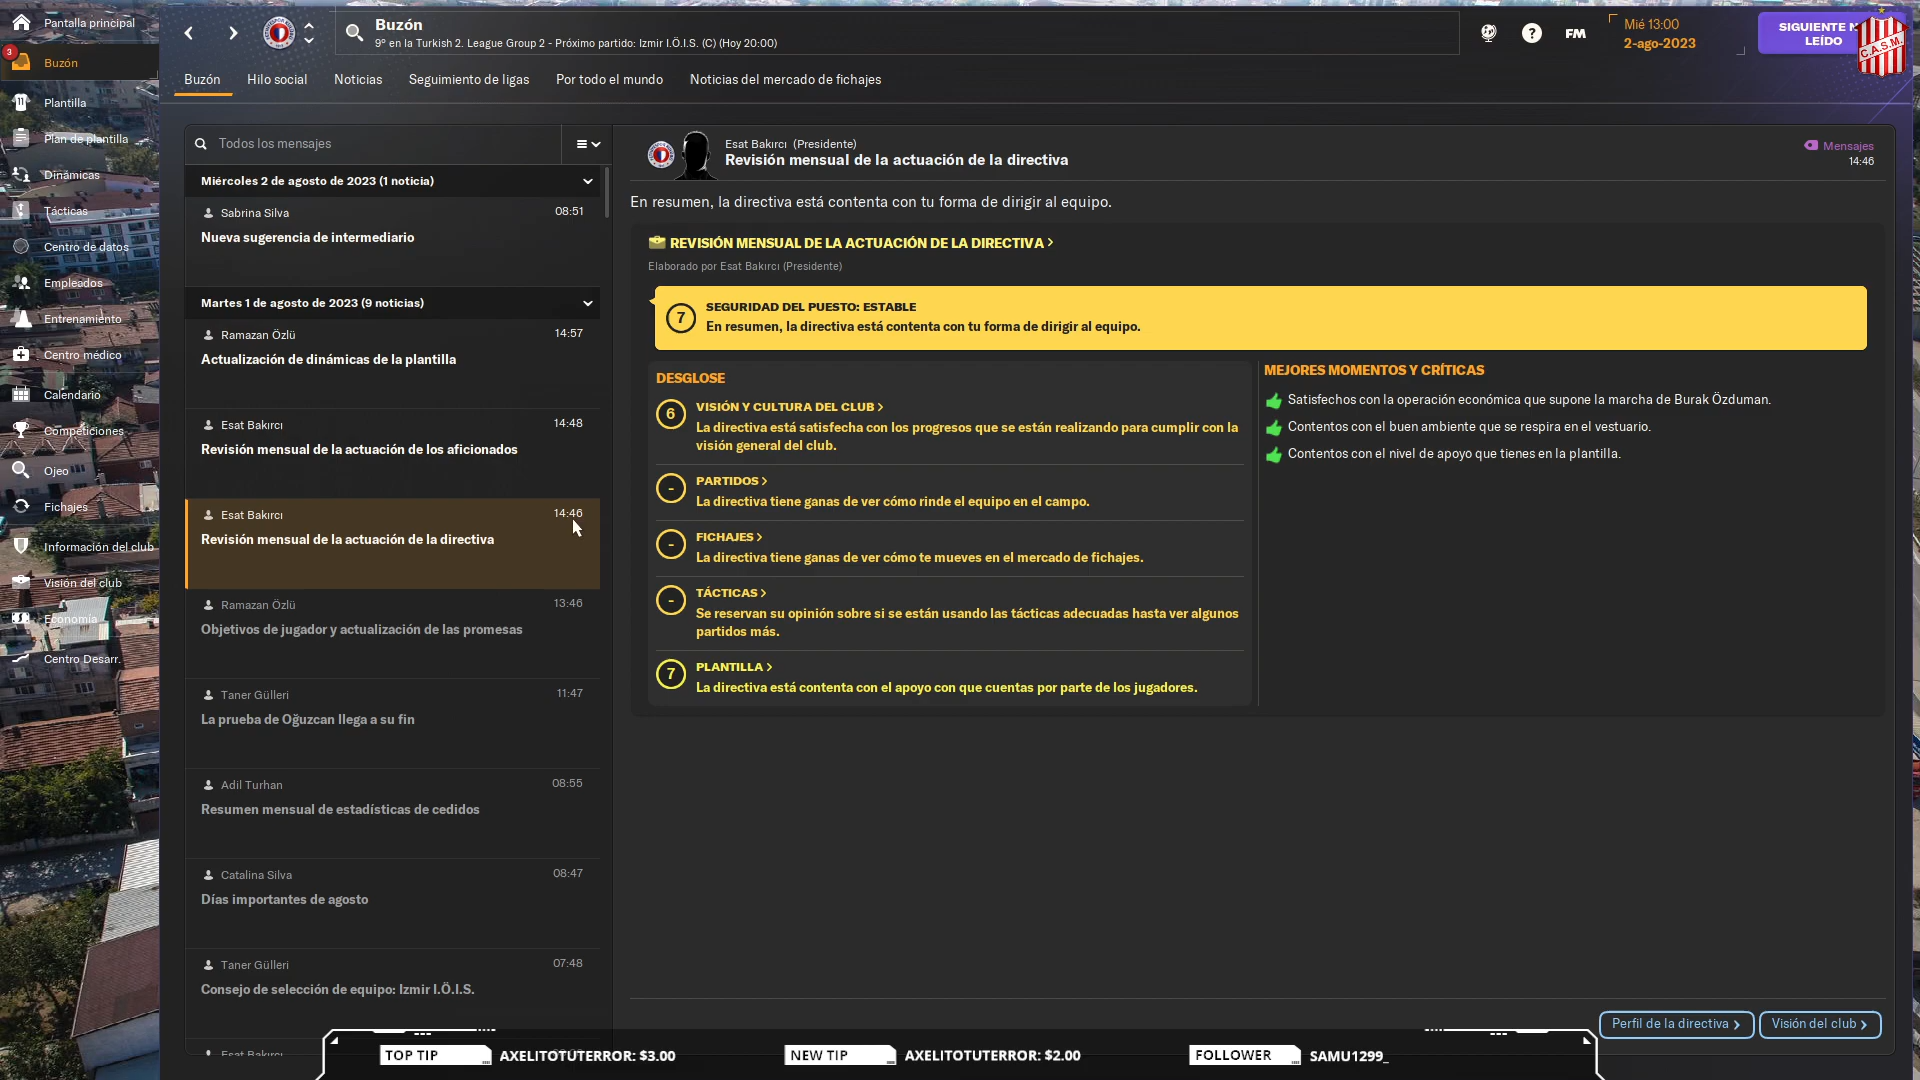 Pantalla principal
3
Buzón
Plantilla
Plan de plantilla
Dinámicas
Tácticas
Centro de datos
Empleados
Entrenamiento
Centro médico
Calendario
Competiciones
Ojeo
Fichajes
Información del club
Visión del club
Economía
Centro Desarr.
Buzón
9º en la Turkish 2. League Group 2 - Próximo partido: Izmir I.Ö.I.S. (C) (Hoy 20:00)
?
FM
Mié 13:00
2-ago-2023
SIGUIENTE N
LEÍDO
C.A.S.M.
Buzón
Hilo social
Noticias
Seguimiento de ligas
Por todo el mundo
Noticias del mercado de fichajes
Todos los mensajes
Miércoles 2 de agosto de 2023 (1 noticia)
Sabrina Silva 08:51
Nueva sugerencia de intermediario
Martes 1 de agosto de 2023 (9 noticias)
Ramazan Özlü 14:57
Actualización de dinámicas de la plantilla
Esat Bakırcı 14:48
Revisión mensual de la actuación de los aficionados
Esat Bakırcı 14:46
Revisión mensual de la actuación de la directiva
Ramazan Özlü 13:46
Objetivos de jugador y actualización de las promesas
Taner Gülleri 11:47
La prueba de Oğuzcan llega a su fin
Adil Turhan 08:55
Resumen mensual de estadísticas de cedidos
Catalina Silva 08:47
Días importantes de agosto
Taner Gülleri 07:48
Consejo de selección de equipo: Izmir I.Ö.I.S.
Esat Bakırcı
Esat Bakırcı (Presidente)
Revisión mensual de la actuación de la directiva
Mensajes
14:46
En resumen, la directiva está contenta con tu forma de dirigir al equipo.
REVISIÓN MENSUAL DE LA ACTUACIÓN DE LA DIRECTIVA
Elaborado por Esat Bakırcı (Presidente)
7
SEGURIDAD DEL PUESTO: ESTABLE
En resumen, la directiva está contenta con tu forma de dirigir al equipo.
DESGLOSE
6
VISIÓN Y CULTURA DEL CLUB
La directiva está satisfecha con los progresos que se están realizando para cumplir con la
visión general del club.
-
PARTIDOS
La directiva tiene ganas de ver cómo rinde el equipo en el campo.
-
FICHAJES
La directiva tiene ganas de ver cómo te mueves en el mercado de fichajes.
-
TÁCTICAS
Se reservan su opinión sobre si se están usando las tácticas adecuadas hasta ver algunos
partidos más.
7
PLANTILLA
La directiva está contenta con el apoyo con que cuentas por parte de los jugadores.
MEJORES MOMENTOS Y CRÍTICAS
Satisfechos con la operación económica que supone la marcha de Burak Özduman.
Contentos con el buen ambiente que se respira en el vestuario.
Contentos con el nivel de apoyo que tienes en la plantilla.
Perfil de la directiva
Visión del club
TOP TIP
AXELITOTUTERROR: $3.00
NEW TIP
AXELITOTUTERROR: $2.00
FOLLOWER
SAMU1299_